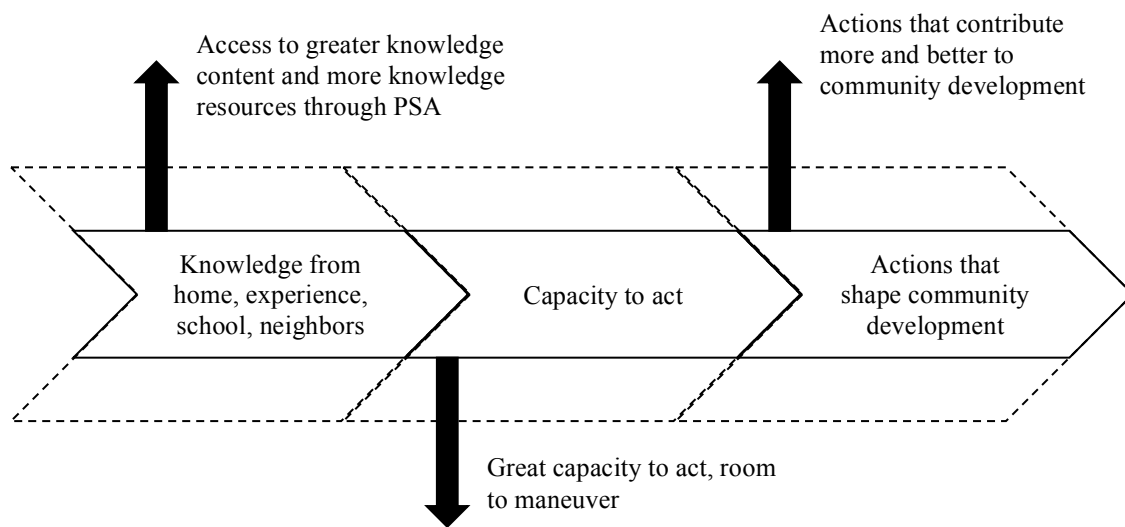 Access to greater knowledge
content and more knowledge
resources through PSA
Actions that contribute
more and better to
community development
Knowledge from
home, experience,
school, neighbors
Capacity to act
Actions that
shape community
development
Great capacity to act, room
to maneuver